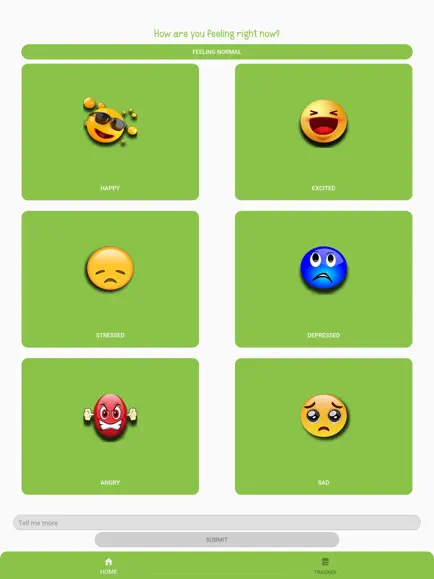 How are you feeling right now?
FEELING NORMAL
HAPPY
EXCITED
STRESSED
DEPRESSED
ANGRY
SAD
Tell me more
SUBMIT
HOME
TRACKER